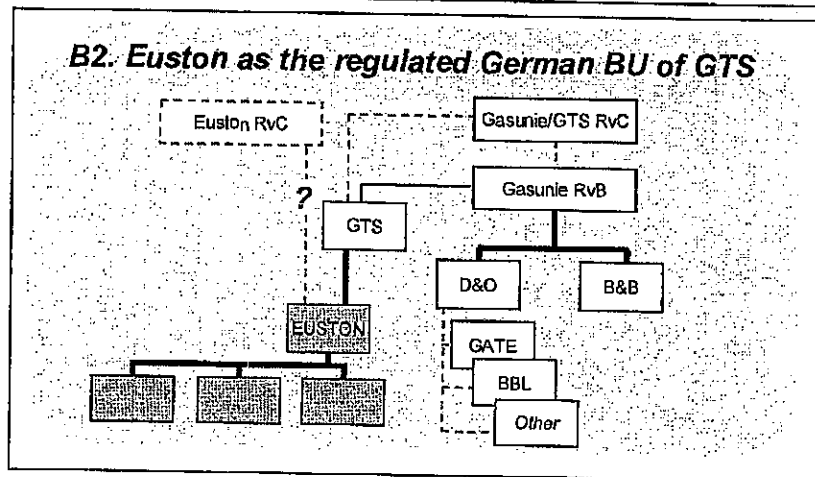 B2. Euston as the regulated German BU of GTS
Euston RvC
Gasunie/GTS RvC
?
Gasunie RvB
GTS
D&O
B&B
EUSTON
GATE
BBL
Other